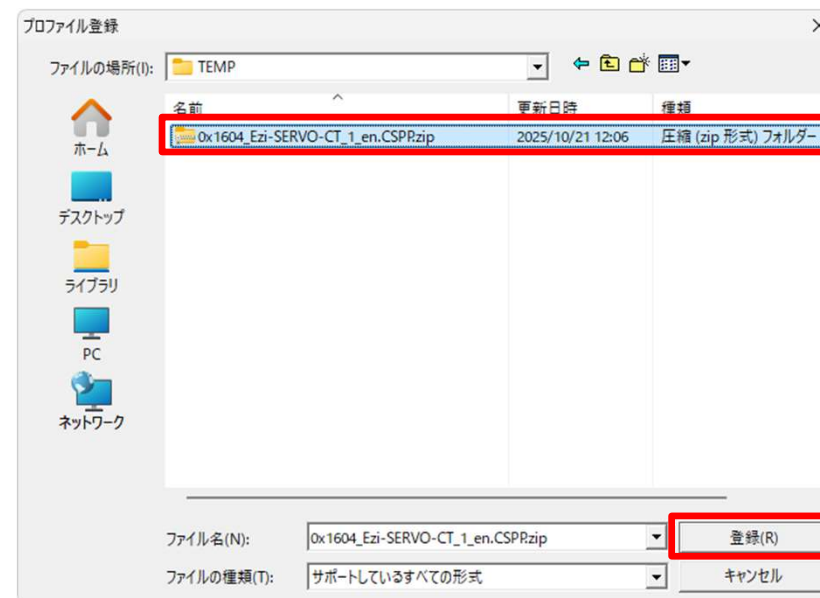 プロファイル登録
ファイルの場所(I):
TEMP
名前
更新日時
種類
0x1604_Ezi-SERVO-CT_1_en.CSPP.zip
2025/10/21 12:06
圧縮 (zip 形式) フォルダー
ホーム
デスクトップ
ライブラリ
PC
ネットワーク
ファイル名(N):
0x1604_Ezi-SERVO-CT_1_en.CSPP.zip
登録(R)
ファイルの種類(T):
サポートしているすべての形式
キャンセル